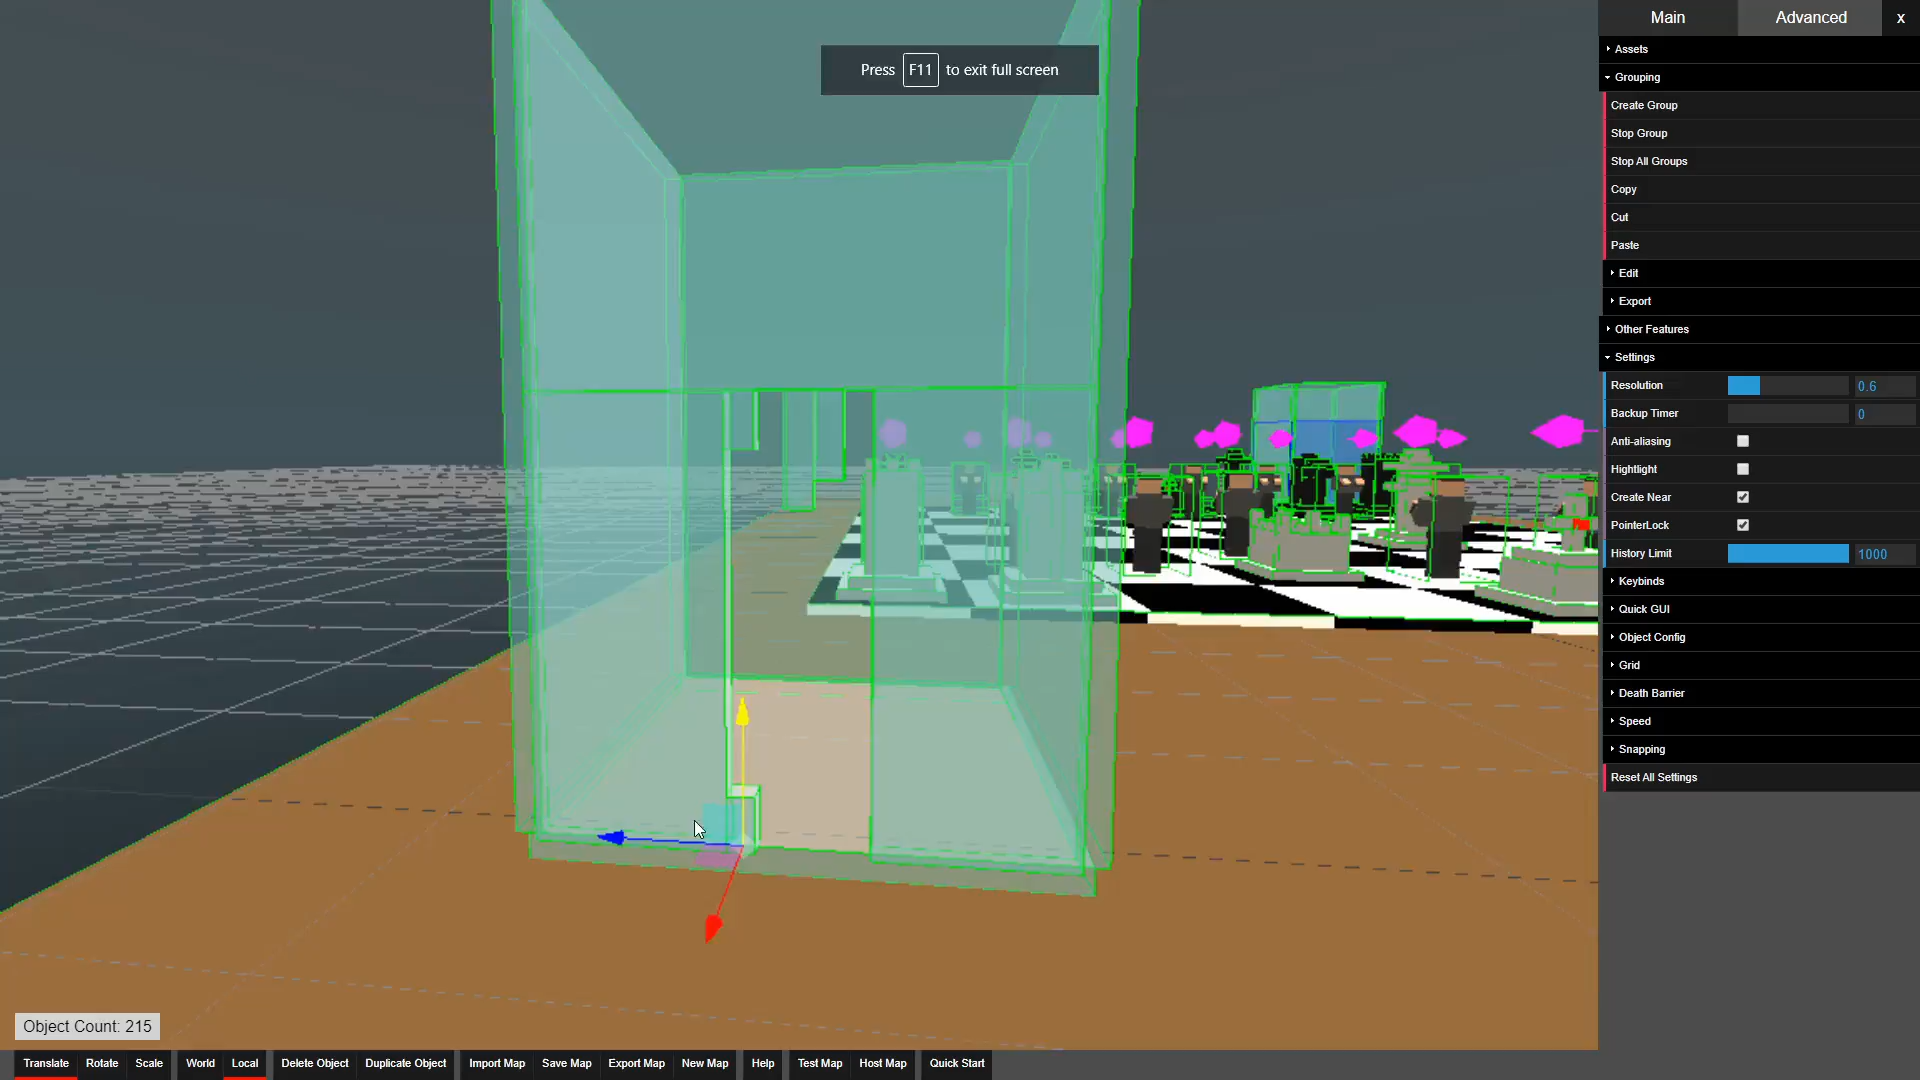 Main Advanced x
Press F11 to exit full screen
Assets
Grouping
Create Group
Stop Group
Stop All Groups
Copy
Cut
Paste
Edit
Export
Other Features
Settings
Resolution 0.6
Backup Timer 0
Anti-aliasing
Hightlight
Create Near
PointerLock
History Limit 1000
Keybinds
Quick GUI
Object Config
Grid
Death Barrier
Speed
Snapping
Reset All Settings
Object Count: 215
Translate Rotate Scale World Local Delete Object Duplicate Object Import Map Save Map Export Map New Map Help Test Map Host Map Quick Start